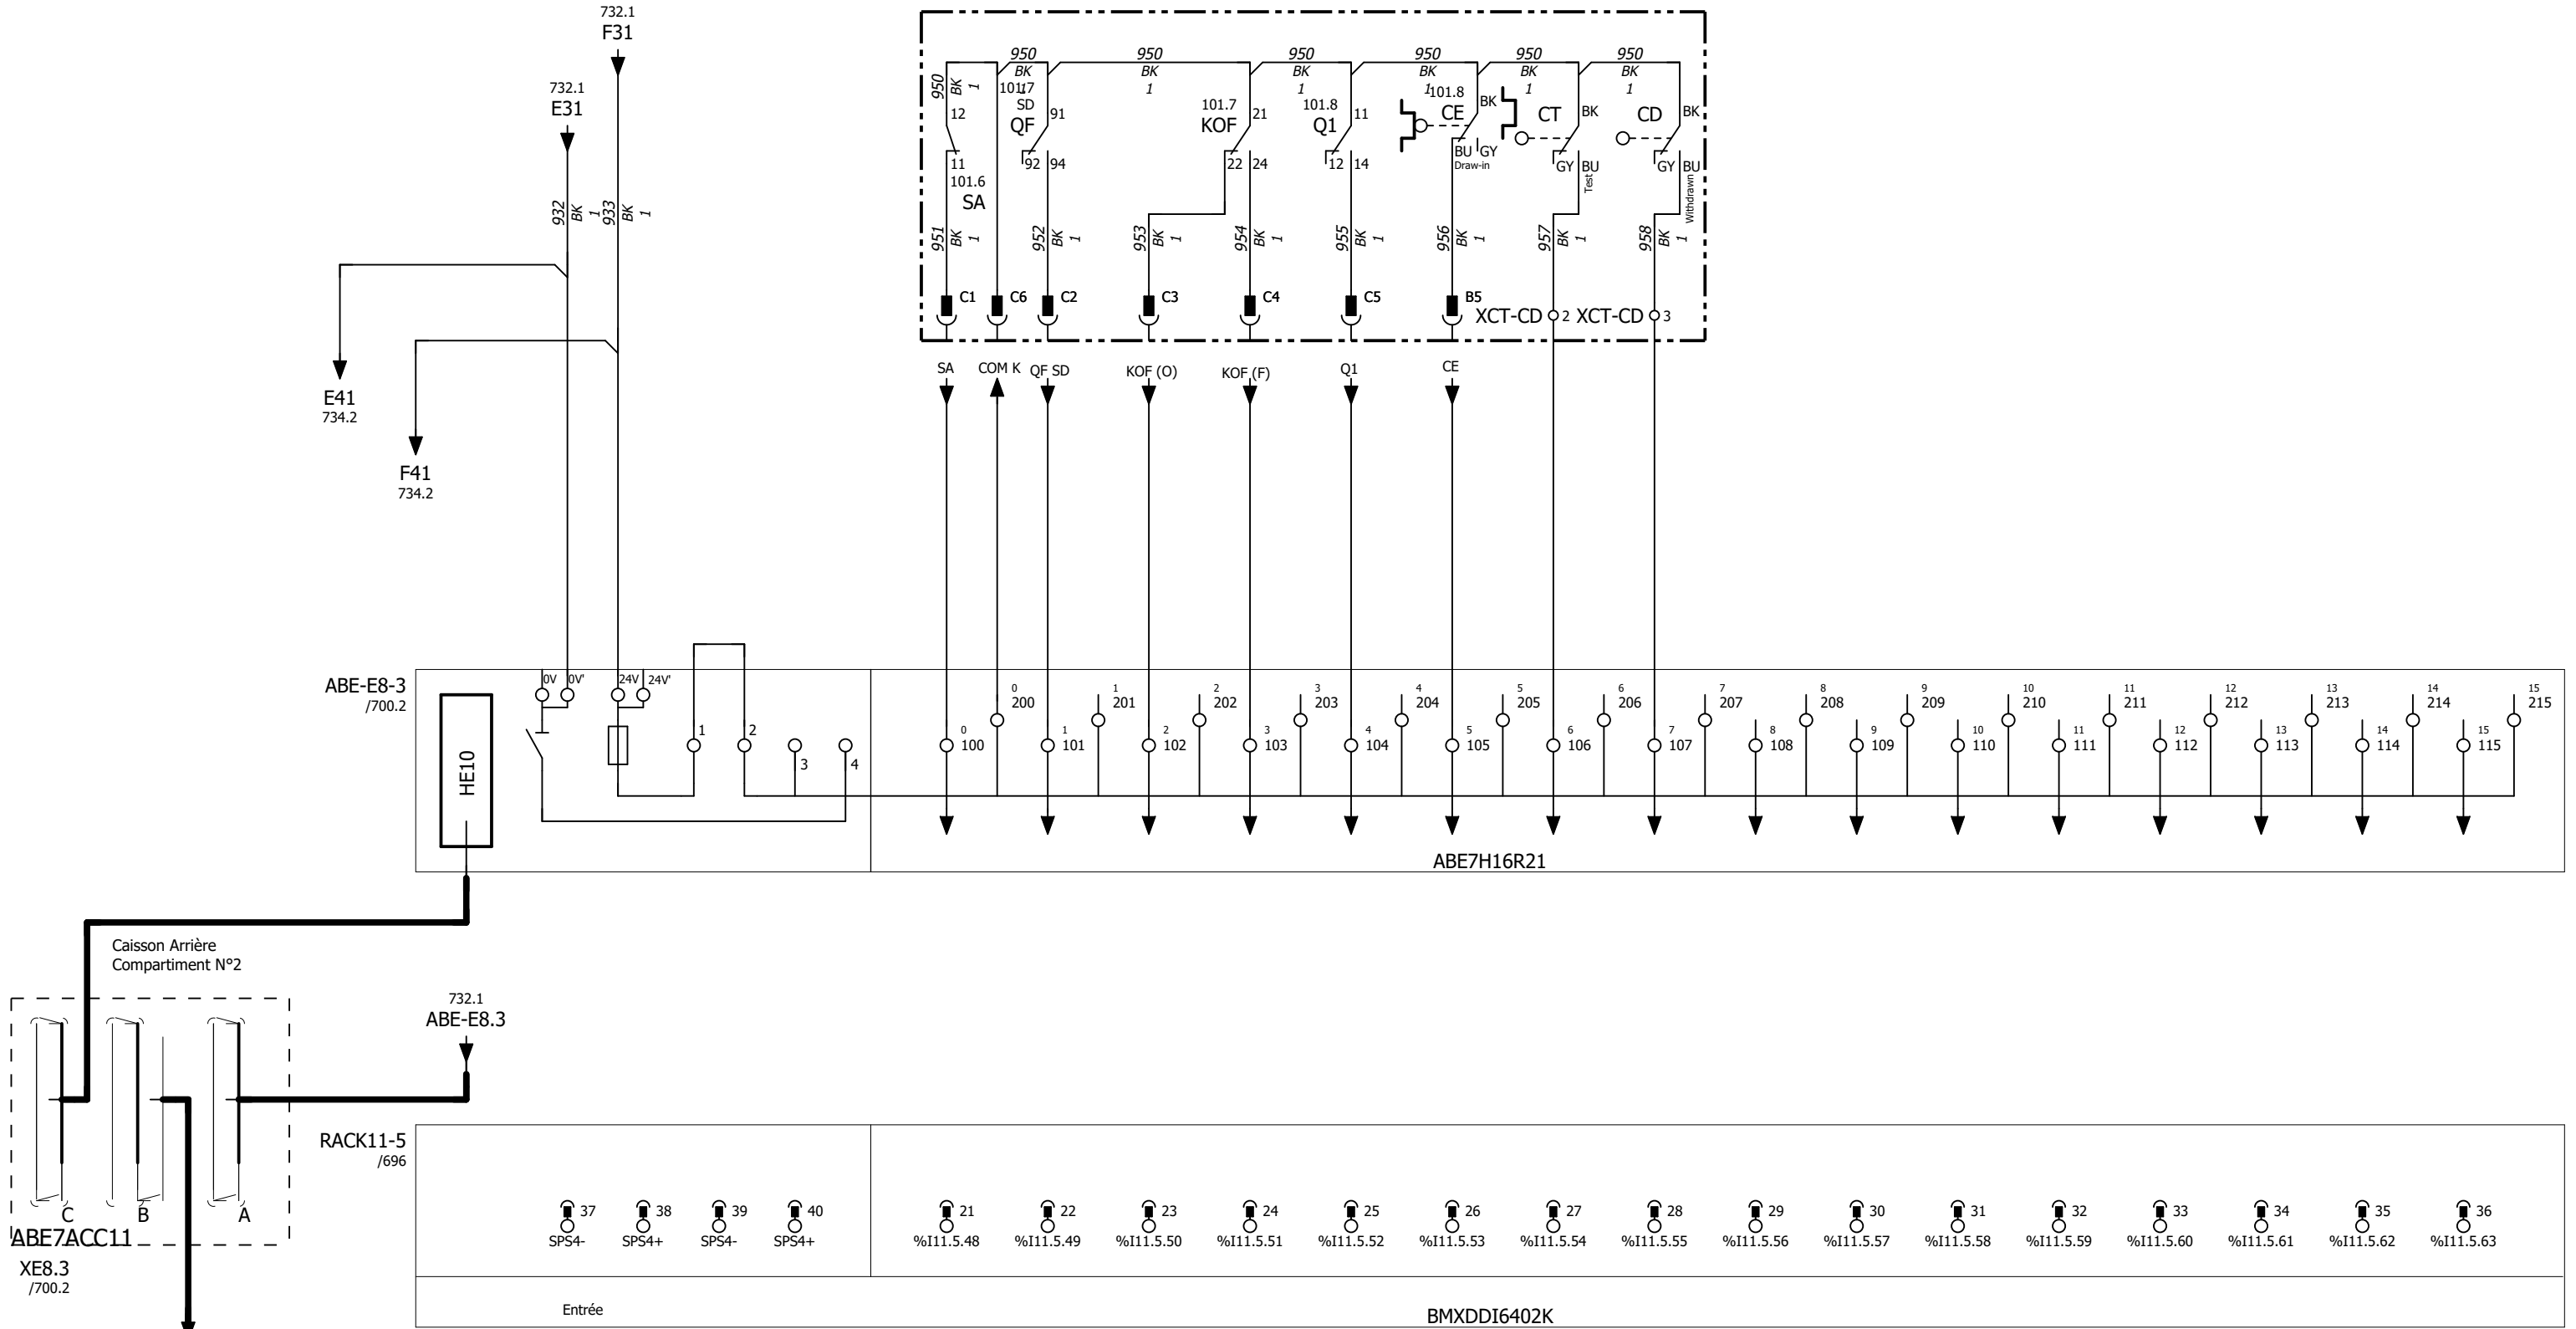 732.1
F31
732.1
E31
932
BK
1
933
BK
1
E41
734.2
F41
734.2
950
BK
1
950
BK
1
950
BK
1
950
BK
1
950
BK
1
950
BK
1
950
BK
1
12
11
101.6
SA
101.7
SD
QF
91
92
94
101.7
KOF
21
22
24
101.8
Q1
11
12
14
101.8
CE
BK
BU
GY
Draw-in
CT
BK
GY
BU
Test
CD
BK
GY
BU
Withdrawn
951
BK
1
952
BK
1
953
BK
1
954
BK
1
955
BK
1
956
BK
1
957
BK
1
958
BK
1
C1
C6
C2
C3
C4
C5
B5
XCT-CD
2
XCT-CD
3
SA
COM K
QF SD
KOF (O)
KOF (F)
Q1
CE
ABE-E8-3
/700.2
HE10
0V
0V'
24V
24V'
1
2
3
4
0
100
0
200
1
101
1
201
2
102
2
202
3
103
3
203
4
104
4
204
5
105
5
205
6
106
6
206
7
107
7
207
8
108
8
208
9
109
9
209
10
110
10
210
11
111
11
211
12
112
12
212
13
113
13
213
14
114
14
214
15
115
15
215
ABE7H16R21
Caisson Arrière
Compartiment N°2
732.1
ABE-E8.3
C
B
A
ABE7ACC11
XE8.3
/700.2
RACK11-5
/696
37
SPS4-
38
SPS4+
39
SPS4-
40
SPS4+
21
%I11.5.48
22
%I11.5.49
23
%I11.5.50
24
%I11.5.51
25
%I11.5.52
26
%I11.5.53
27
%I11.5.54
28
%I11.5.55
29
%I11.5.56
30
%I11.5.57
31
%I11.5.58
32
%I11.5.59
33
%I11.5.60
34
%I11.5.61
35
%I11.5.62
36
%I11.5.63
Entrée
BMXDDI6402K